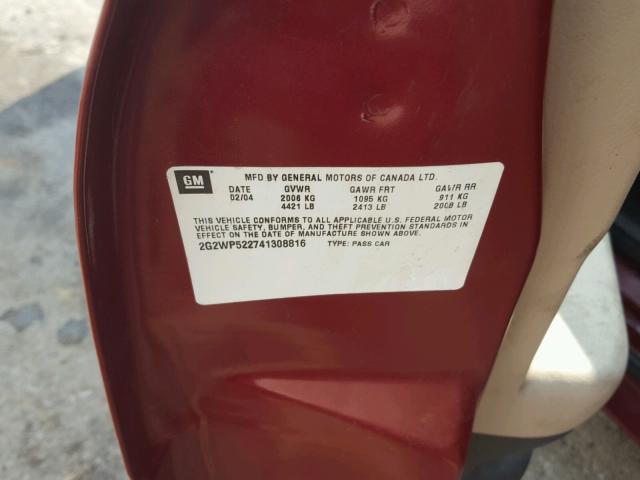 GM
MFD BY GENERAL MOTORS OF CANADA LTD.
DATE GVWR GAWR FRT GAWR RR
02/04 2006 KG 1095 KG 911 KG
4421 LB 2413 LB 2008 LB
THIS VEHICLE CONFORMS TO ALL APPLICABLE U.S. FEDERAL MOTOR
VEHICLE SAFETY, BUMPER, AND THEFT PREVENTION STANDARDS IN
EFFECT ON THE DATE OF MANUFACTURE SHOWN ABOVE.
2G2WP522741308816 TYPE: PASS CAR